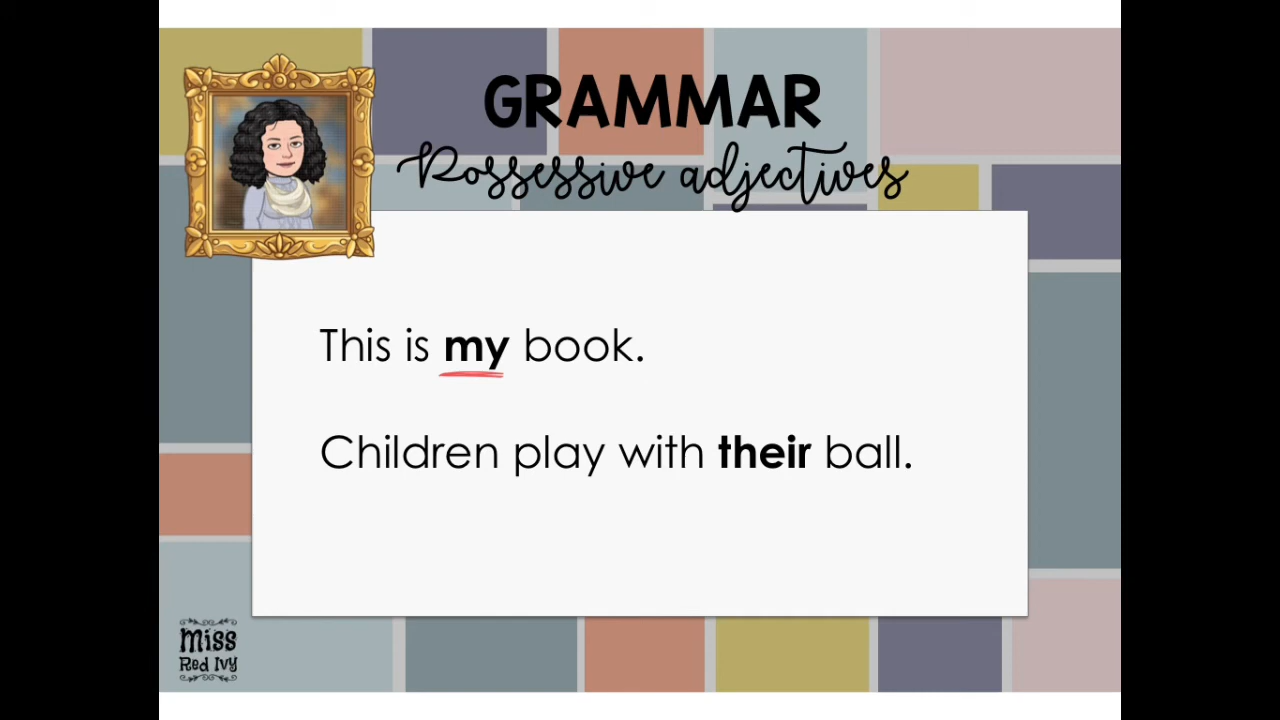 GRAMMAR
Possessive adjectives
This is my book.
Children play with their ball.
Miss
Red Ivy